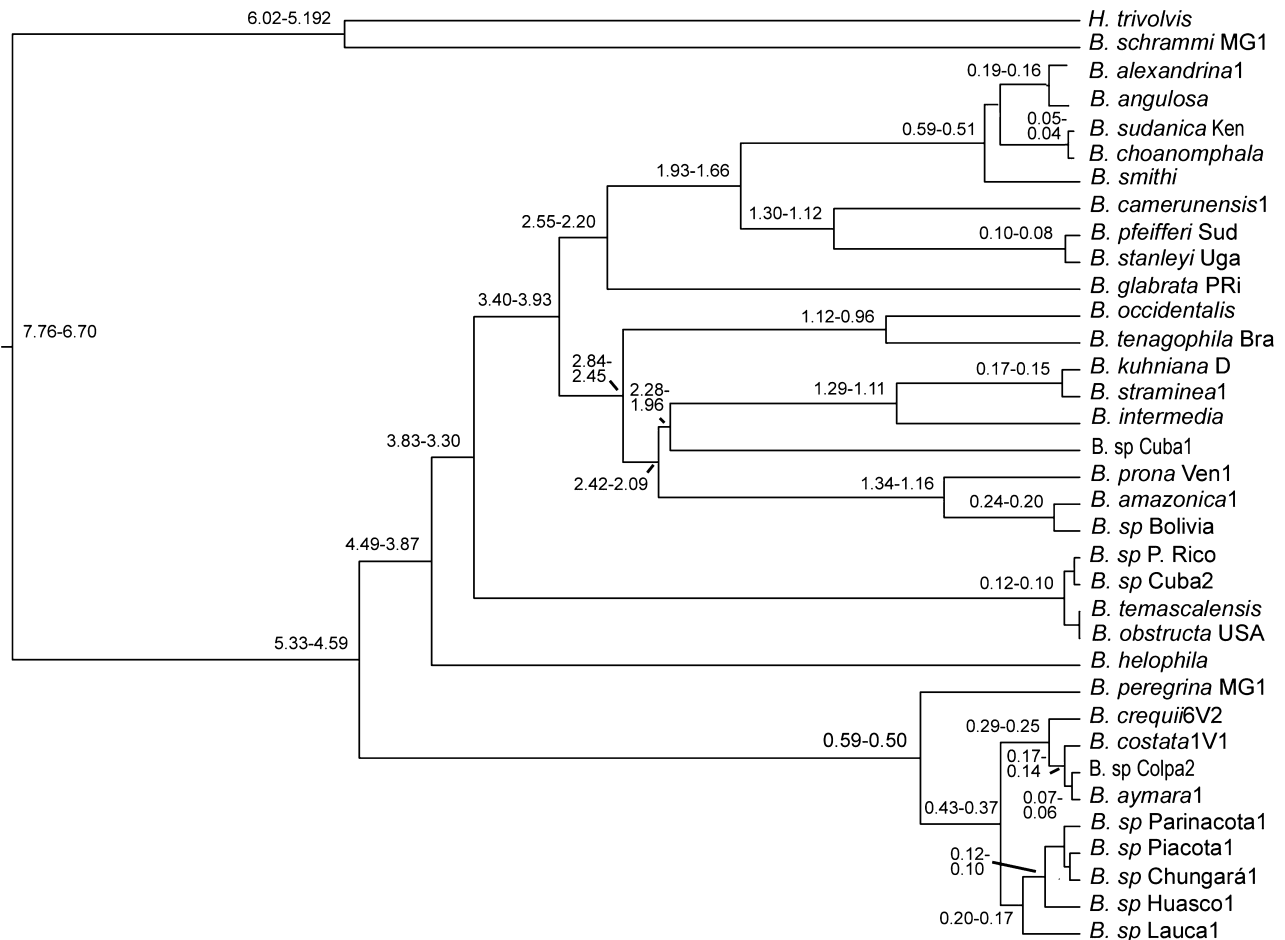 6.02-5.192
H. trivolvis
B. schrammi MG1
0.19-0.16
B. alexandrina1
B. angulosa
0.05-
0.04
B. sudanica Ken
0.59-0.51
B. choanomphala
1.93-1.66
B. smithi
1.30-1.12
B. camerunensis1
2.55-2.20
0.10-0.08
B. pfeifferi Sud
B. stanleyi Uga
B. glabrata PRi
3.40-3.93
B. occidentalis
1.12-0.96
7.76-6.70
B. tenagophila Bra
2.84-
2.45
B. kuhniana D
0.17-0.15
2.28-
1.96
1.29-1.11
B. straminea1
B. intermedia
3.83-3.30
B. sp Cuba1
2.42-2.09
B. prona Ven1
1.34-1.16
0.24-0.20
B. amazonica1
B. sp Bolivia
4.49-3.87
B. sp P. Rico
0.12-0.10
B. sp Cuba2
B. temascalensis
B. obstructa USA
5.33-4.59
B. helophila
B. peregrina MG1
0.29-0.25
B. crequii6V2
0.59-0.50
B. costata1V1
0.17-
0.14
B. sp Colpa2
B. aymara1
0.07-
0.06
0.43-0.37
B. sp Parinacota1
B. sp Piacota1
0.12-
0.10
B. sp Chungará1
B. sp Huasco1
0.20-0.17
B. sp Lauca1